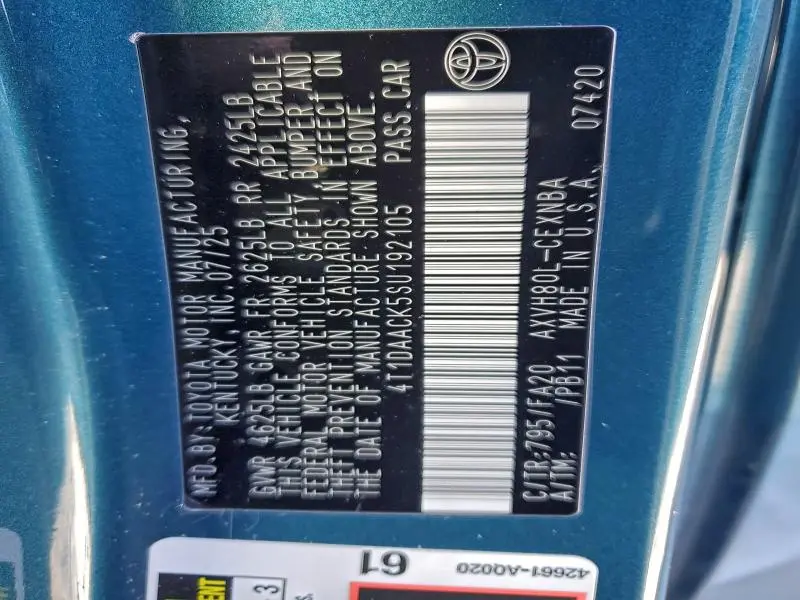 MFD.BY:TOYOTA MOTOR MANUFACTURING,
KENTUCKY, INC.07/25
GVWR 4625LB GAWR FR 2625LB RR 2425LB
THIS VEHICLE CONFORMS TO ALL APPLICABLE
FEDERAL MOTOR VEHICLE SAFETY, BUMPER, AND
THEFT PREVENTION STANDARDS IN EFFECT ON
THE DATE OF MANUFACTURE SHOWN ABOVE.
4T1DAACK5SU192105 PASS.CAR
C/TR:795/FA20 AXVH80L-CEXNBA
A/TM: /PB11 MADE IN U.S.A. 07420
61
42661-AQ020
3